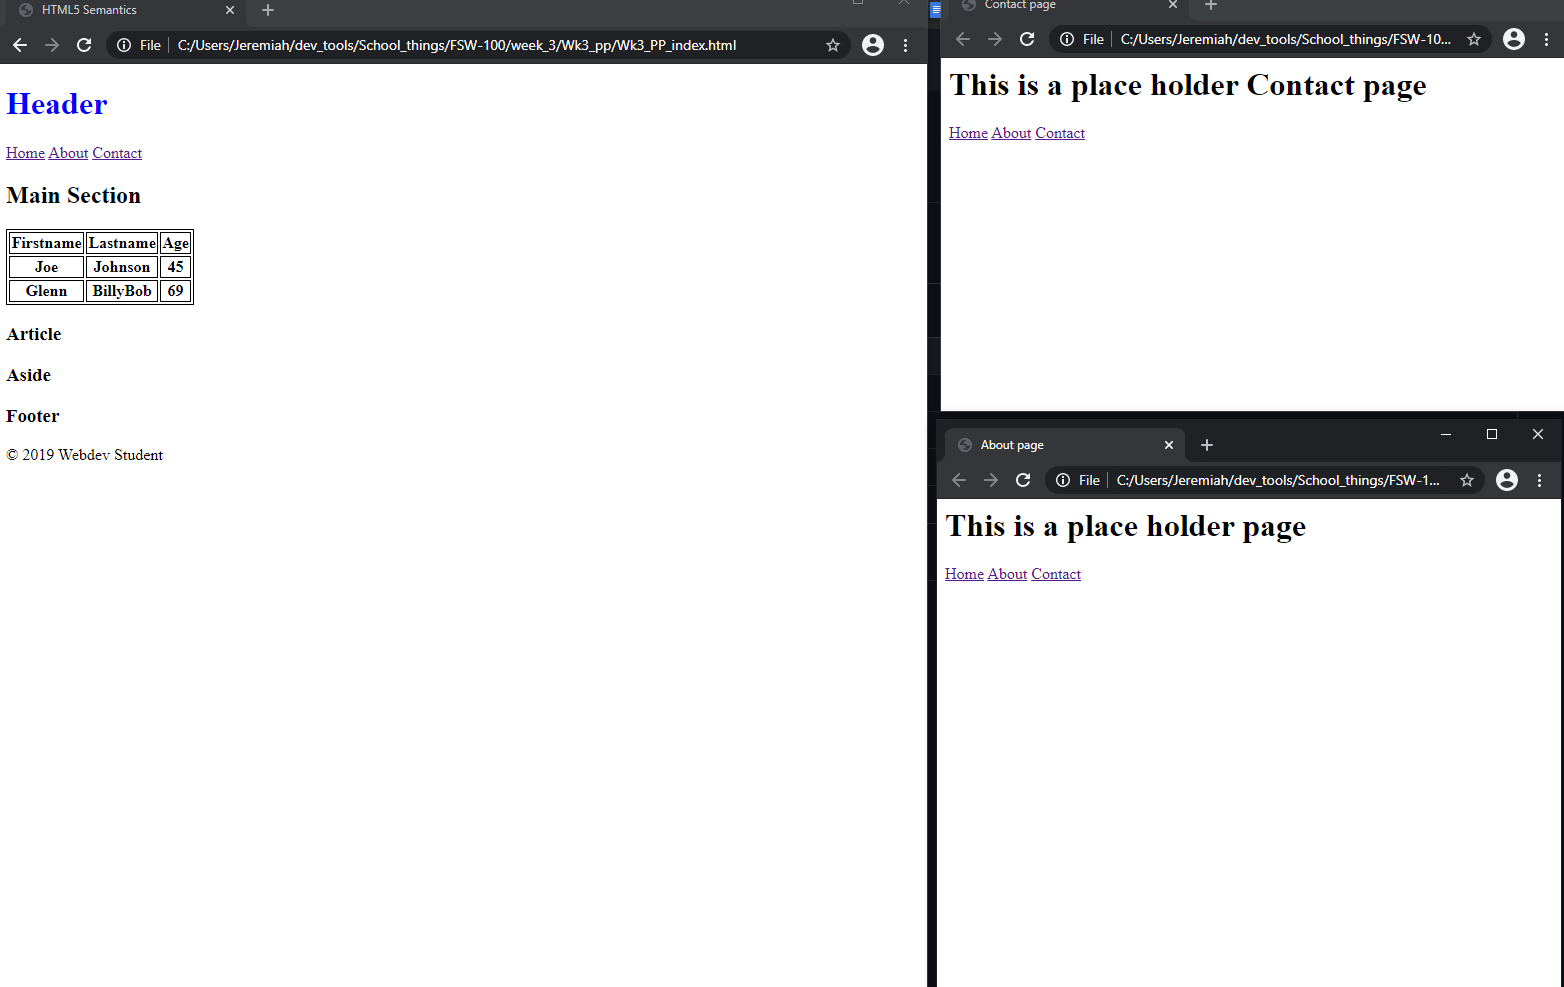 HTML5 Semantics
File C:/Users/Jeremiah/dev_tools/School_things/FSW-100/week_3/Wk3_pp/Wk3_PP_index.html
Header
Home About Contact
Main Section
Firstname Lastname Age
Joe Johnson 45
Glenn BillyBob 69
Article
Aside
Footer
© 2019 Webdev Student
Contact page
File C:/Users/Jeremiah/dev_tools/School_things/FSW-10...
This is a place holder Contact page
Home About Contact
About page
File C:/Users/Jeremiah/dev_tools/School_things/FSW-1...
This is a place holder page
Home About Contact